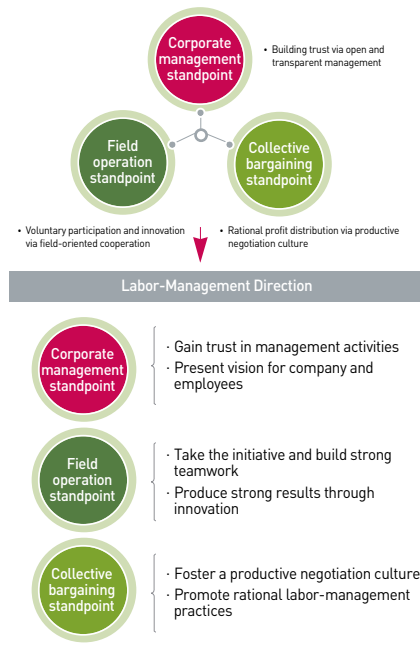 Corporate
management
standpoint
• Building trust via open and
transparent management
Field
operation
standpoint
Collective
bargaining
standpoint
• Voluntary participation and innovation
via field-oriented cooperation
• Rational profit distribution via productive
negotiation culture
Labor-Management Direction
Corporate
management
standpoint
· Gain trust in management activities
· Present vision for company and
employees
Field
operation
standpoint
· Take the initiative and build strong
teamwork
· Produce strong results through
innovation
Collective
bargaining
standpoint
· Foster a productive negotiation culture
· Promote rational labor-management
practices